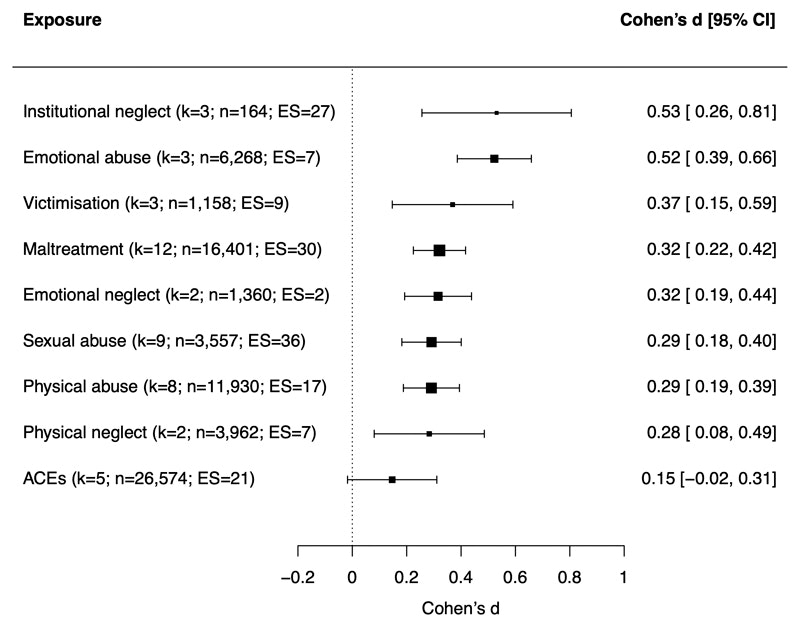 Exposure Cohen's d [95% CI]
Institutional neglect (k=3; n=164; ES=27) 0.53 [ 0.26, 0.81]
Emotional abuse (k=3; n=6,268; ES=7) 0.52 [ 0.39, 0.66]
Victimisation (k=3; n=1,158; ES=9) 0.37 [ 0.15, 0.59]
Maltreatment (k=12; n=16,401; ES=30) 0.32 [ 0.22, 0.42]
Emotional neglect (k=2; n=1,360; ES=2) 0.32 [ 0.19, 0.44]
Sexual abuse (k=9; n=3,557; ES=36) 0.29 [ 0.18, 0.40]
Physical abuse (k=8; n=11,930; ES=17) 0.29 [ 0.19, 0.39]
Physical neglect (k=2; n=3,962; ES=7) 0.28 [ 0.08, 0.49]
ACEs (k=5; n=26,574; ES=21) 0.15 [−0.02, 0.31]
−0.2 0 0.2 0.4 0.6 0.8 1
Cohen's d